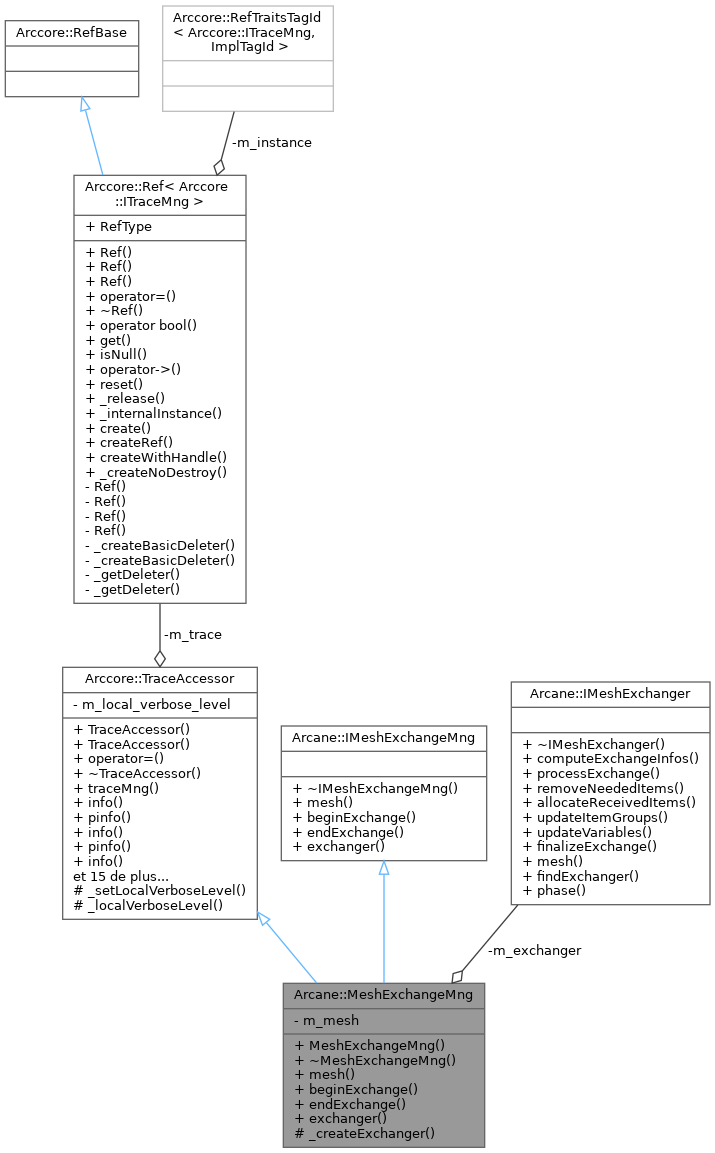 Arccore::RefBase
Arccore::RefTraitsTagId
< Arccore::ITraceMng,
ImplTagId >
-m_instance
Arccore::Ref< Arccore
::ITraceMng >
+ RefType
+ Ref()
+ Ref()
+ Ref()
+ operator=()
+ ~Ref()
+ operator bool()
+ get()
+ isNull()
+ operator->()
+ reset()
+ _release()
+ _internalInstance()
+ create()
+ createRef()
+ createWithHandle()
+ _createNoDestroy()
- Ref()
- Ref()
- Ref()
- Ref()
- _createBasicDeleter()
- _createBasicDeleter()
- _getDeleter()
- _getDeleter()
-m_trace
Arccore::TraceAccessor
- m_local_verbose_level
+ TraceAccessor()
+ TraceAccessor()
+ operator=()
+ ~TraceAccessor()
+ traceMng()
+ info()
+ pinfo()
+ info()
+ pinfo()
+ info()
et 15 de plus...
# _setLocalVerboseLevel()
# _localVerboseLevel()
Arcane::IMeshExchangeMng
+ ~IMeshExchangeMng()
+ mesh()
+ beginExchange()
+ endExchange()
+ exchanger()
Arcane::IMeshExchanger
+ ~IMeshExchanger()
+ computeExchangeInfos()
+ processExchange()
+ removeNeededItems()
+ allocateReceivedItems()
+ updateItemGroups()
+ updateVariables()
+ finalizeExchange()
+ mesh()
+ findExchanger()
+ phase()
-m_exchanger
Arcane::MeshExchangeMng
- m_mesh
+ MeshExchangeMng()
+ ~MeshExchangeMng()
+ mesh()
+ beginExchange()
+ endExchange()
+ exchanger()
# _createExchanger()